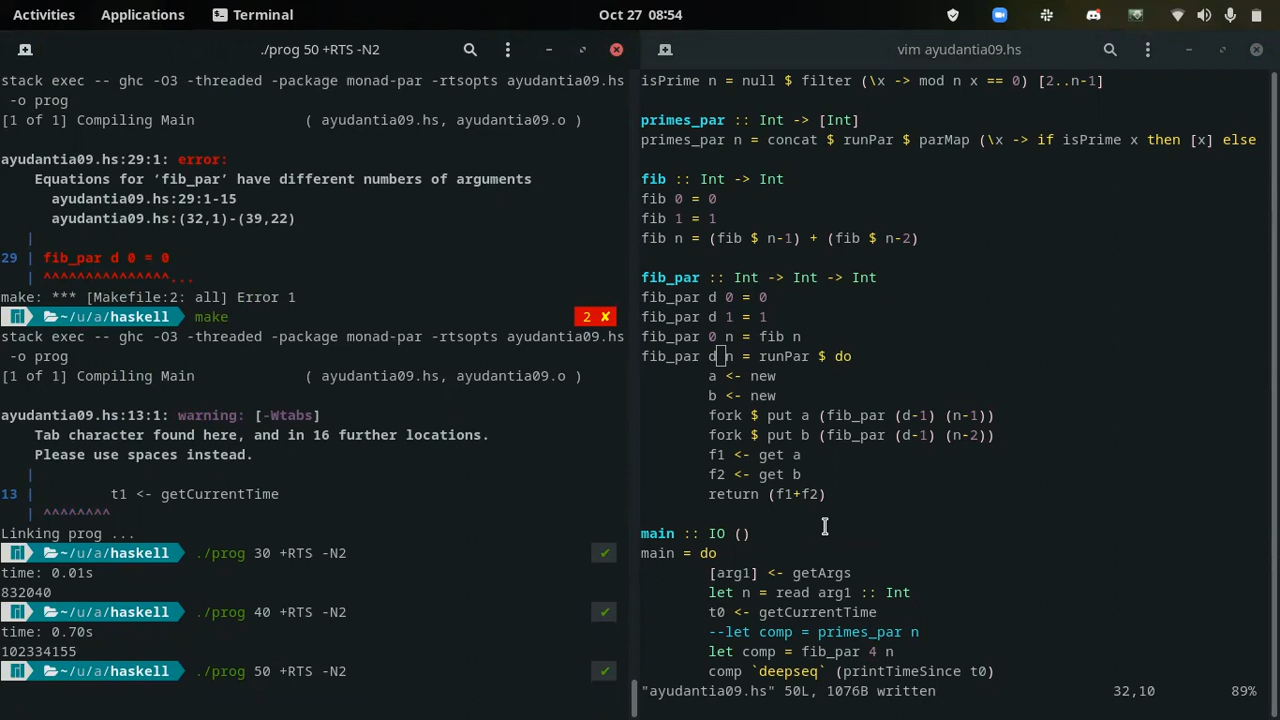 Activities Applications Terminal Oct 27 08:54
./prog 50 +RTS -N2
stack exec -- ghc -O3 -threaded -package monad-par -rtsopts ayudantia09.hs
-o prog
[1 of 1] Compiling Main ( ayudantia09.hs, ayudantia09.o )
ayudantia09.hs:29:1: error:
Equations for ‘fib_par’ have different numbers of arguments
ayudantia09.hs:29:1-15
ayudantia09.hs:(32,1)-(39,22)
|
29 | fib_par d 0 = 0
| ^^^^^^^^^^^^^^^...
make: *** [Makefile:2: all] Error 1
~/u/a/haskell make 2 ✘
stack exec -- ghc -O3 -threaded -package monad-par -rtsopts ayudantia09.hs
-o prog
[1 of 1] Compiling Main ( ayudantia09.hs, ayudantia09.o )
ayudantia09.hs:13:1: warning: [-Wtabs]
Tab character found here, and in 16 further locations.
Please use spaces instead.
|
13 | t1 <- getCurrentTime
| ^^^^^^^^
Linking prog ...
~/u/a/haskell ./prog 30 +RTS -N2 ✔
time: 0.01s
832040
~/u/a/haskell ./prog 40 +RTS -N2 ✔
time: 0.70s
102334155
~/u/a/haskell ./prog 50 +RTS -N2 ✔
vim ayudantia09.hs
isPrime n = null $ filter (\x -> mod n x == 0) [2..n-1]
primes_par :: Int -> [Int]
primes_par n = concat $ runPar $ parMap (\x -> if isPrime x then [x] else
fib :: Int -> Int
fib 0 = 0
fib 1 = 1
fib n = (fib $ n-1) + (fib $ n-2)
fib_par :: Int -> Int -> Int
fib_par d 0 = 0
fib_par d 1 = 1
fib_par 0 n = fib n
fib_par d n = runPar $ do
a <- new
b <- new
fork $ put a (fib_par (d-1) (n-1))
fork $ put b (fib_par (d-1) (n-2))
f1 <- get a
f2 <- get b
return (f1+f2)
main :: IO ()
main = do
[arg1] <- getArgs
let n = read arg1 :: Int
t0 <- getCurrentTime
--let comp = primes_par n
let comp = fib_par 4 n
comp `deepseq` (printTimeSince t0)
"ayudantia09.hs" 50L, 1076B written 32,10 89%